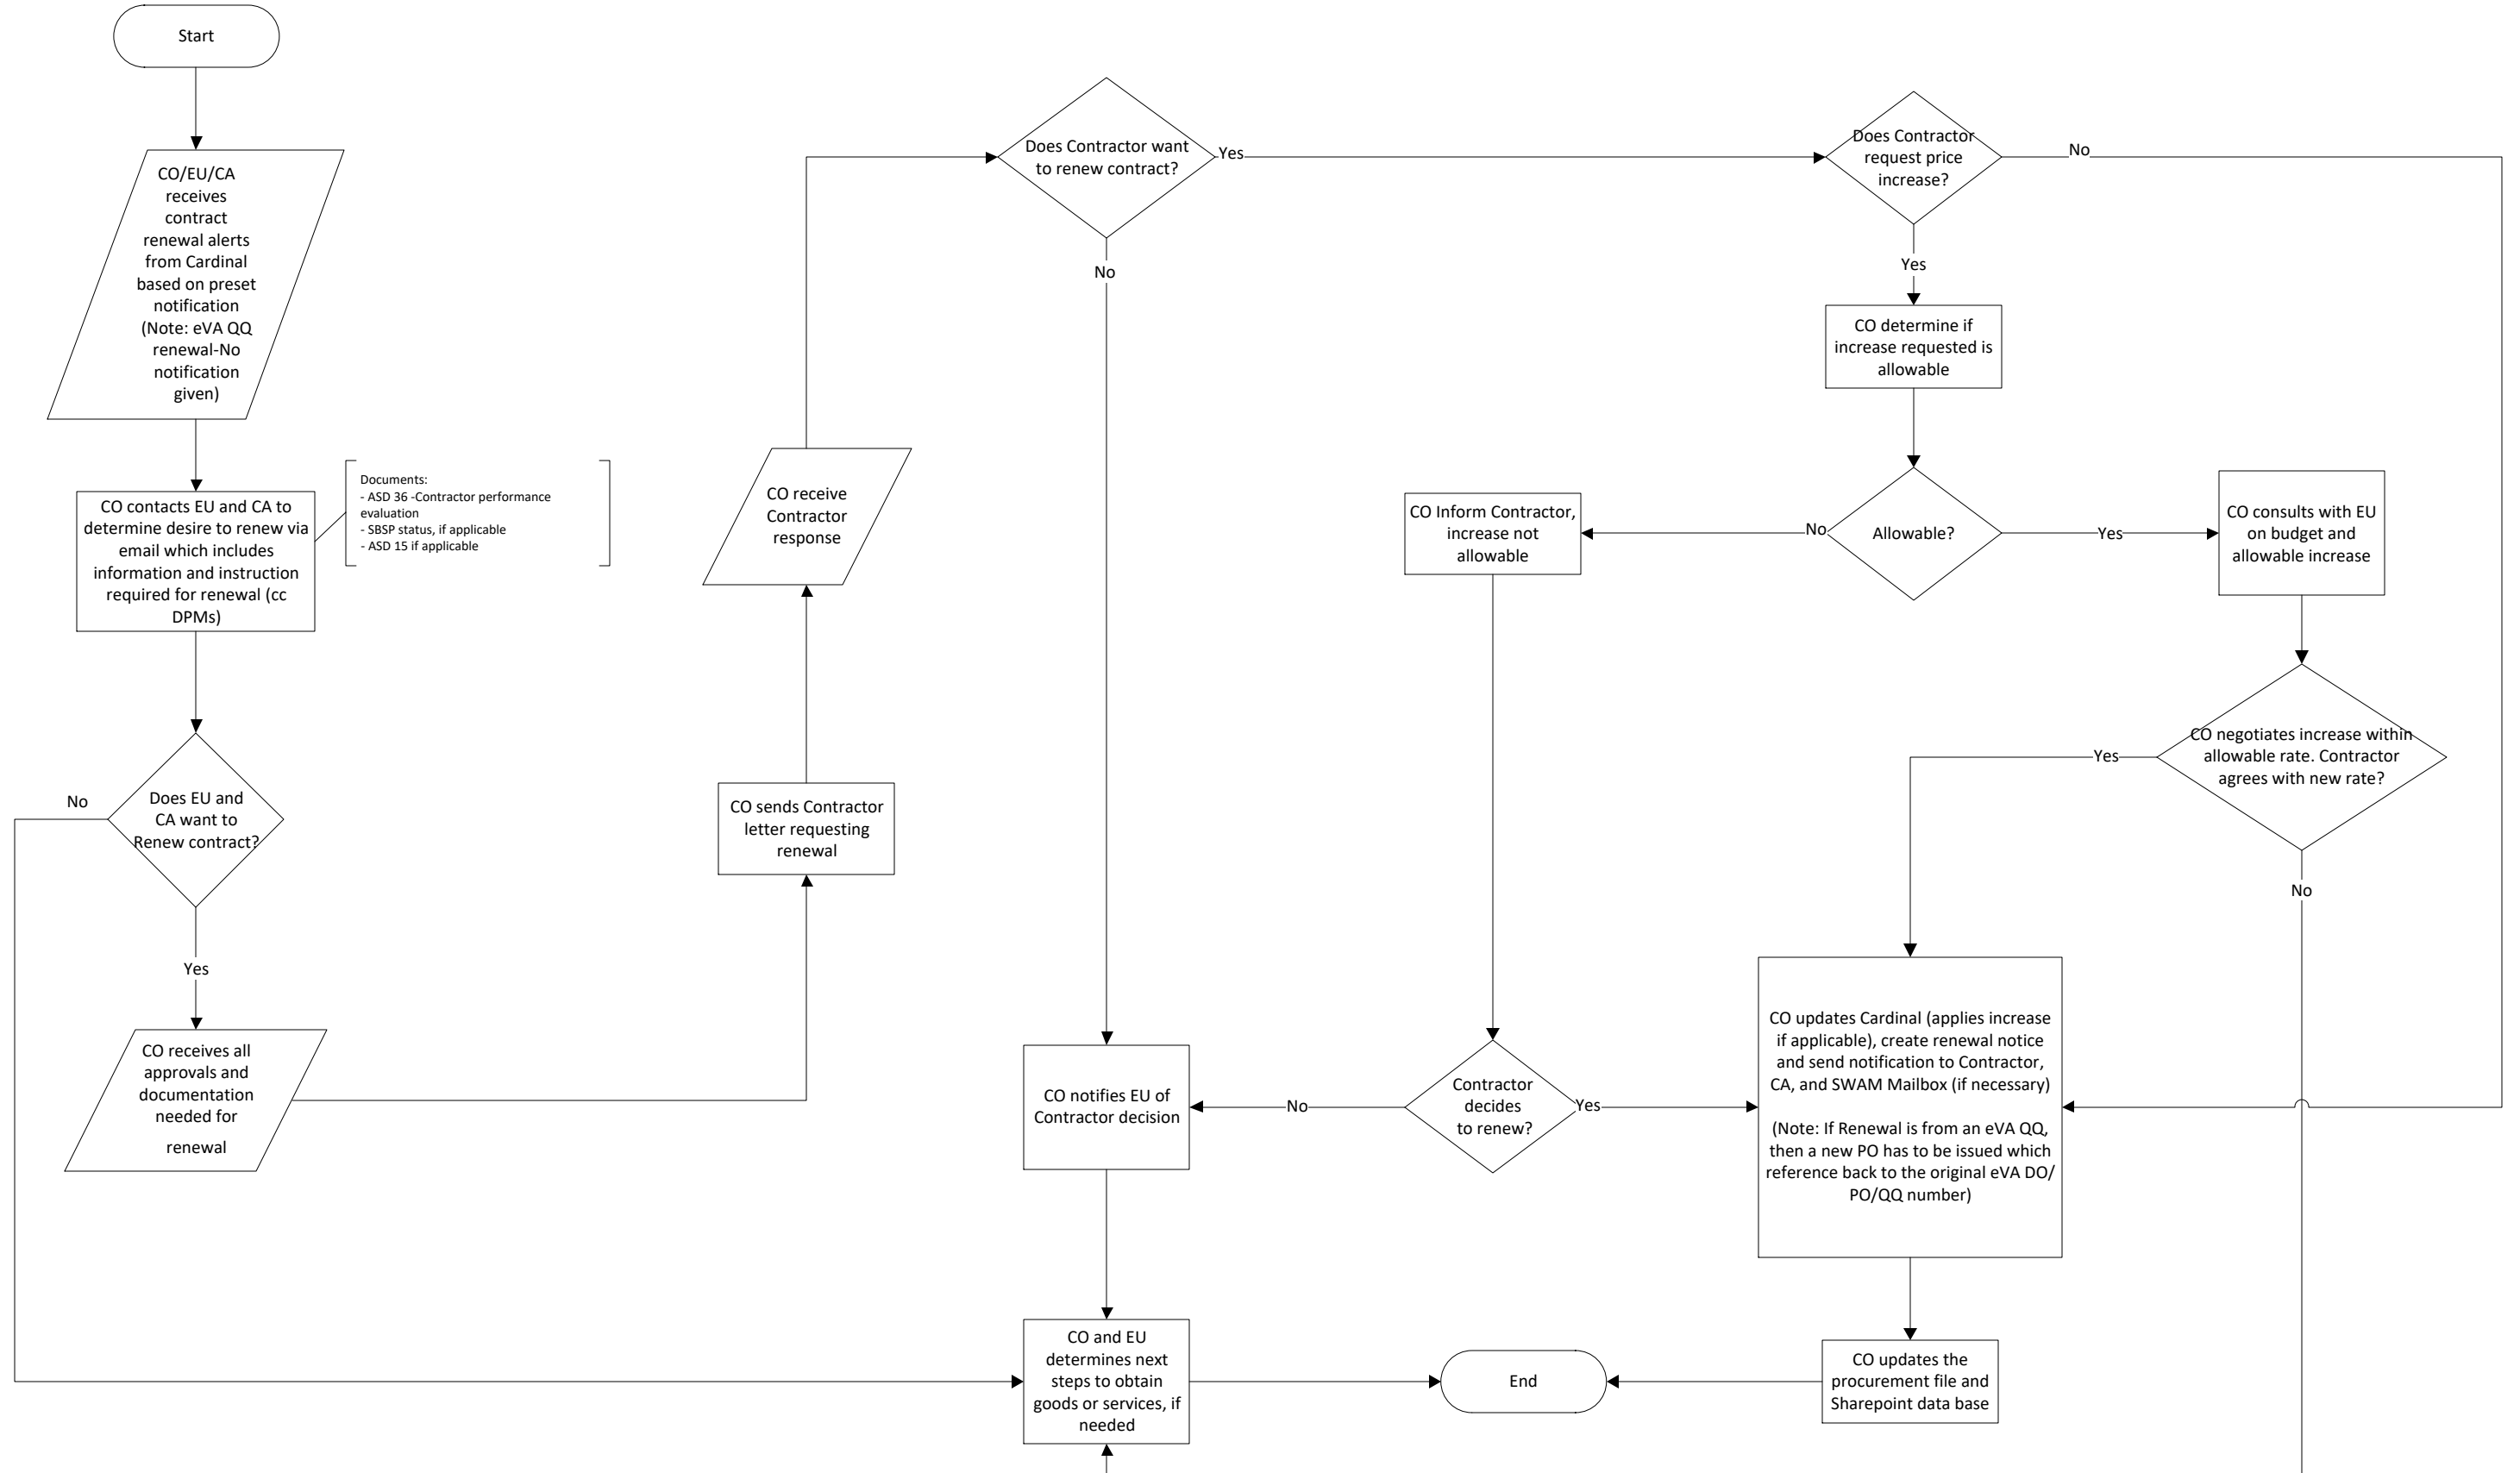 Start
CO/EU/CA
receives
contract
renewal alerts
from Cardinal
based on preset
notification
(Note: eVA QQ
renewal-No
notification
given)
CO contacts EU and CA to
determine desire to renew via
email which includes
information and instruction
required for renewal (cc
DPMs)
Documents:
- ASD 36 -Contractor performance
evaluation
- SBSP status, if applicable
- ASD 15 if applicable
Does EU and
CA want to
Renew contract?
No
Yes
CO receives all
approvals and
documentation
needed for
renewal
CO sends Contractor
letter requesting
renewal
CO receive
Contractor
response
Does Contractor want
to renew contract?
Yes
No
Does Contractor
request price
increase?
No
Yes
CO determine if
increase requested is
allowable
Allowable?
No
Yes
CO Inform Contractor,
increase not
allowable
CO consults with EU
on budget and
allowable increase
CO negotiates increase within
allowable rate. Contractor
agrees with new rate?
Yes
No
Contractor
decides
to renew?
No
Yes
CO notifies EU of
Contractor decision
CO updates Cardinal (applies increase
if applicable), create renewal notice
and send notification to Contractor,
CA, and SWAM Mailbox (if necessary)
(Note: If Renewal is from an eVA QQ,
then a new PO has to be issued which
reference back to the original eVA DO/
PO/QQ number)
CO and EU
determines next
steps to obtain
goods or services, if
needed
End
CO updates the
procurement file and
Sharepoint data base